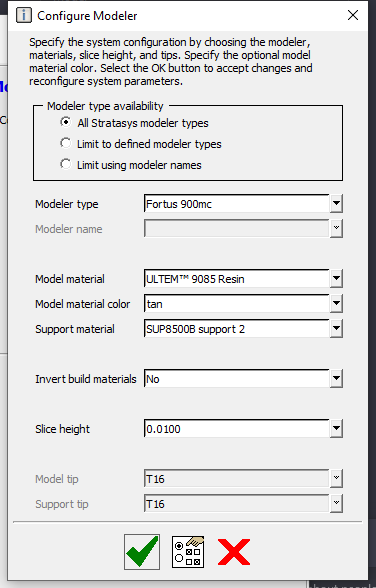 Configure Modeler
Specify the system configuration by choosing the modeler,
materials, slice height, and tips. Specify the optional model
material color. Select the OK button to accept changes and
reconfigure system parameters.
Modeler type availability
All Stratasys modeler types
Limit to defined modeler types
Limit using modeler names
Modeler type Fortus 900mc
Modeler name
Model material ULTEM™ 9085 Resin
Model material color tan
Support material SUP8500B support 2
Invert build materials No
Slice height 0.0100
Model tip T16
Support tip T16